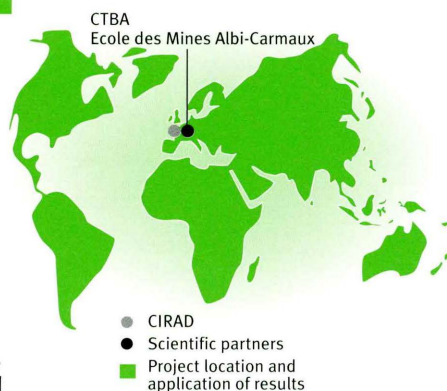 CTBA
Ecole des Mines Albi-Carmaux
CIRAD
Scientific partners
Project location and
application of results